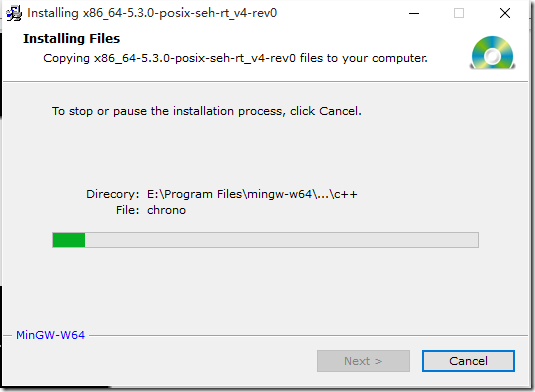 Installing x86_64-5.3.0-posix-seh-rt_v4-rev0
Installing Files
Copying x86_64-5.3.0-posix-seh-rt_v4-rev0 files to your computer.
To stop or pause the installation process, click Cancel.
Direcory: E:\Program Files\mingw-w64\...\c++
File: chrono
MinGW-W64
Next > Cancel